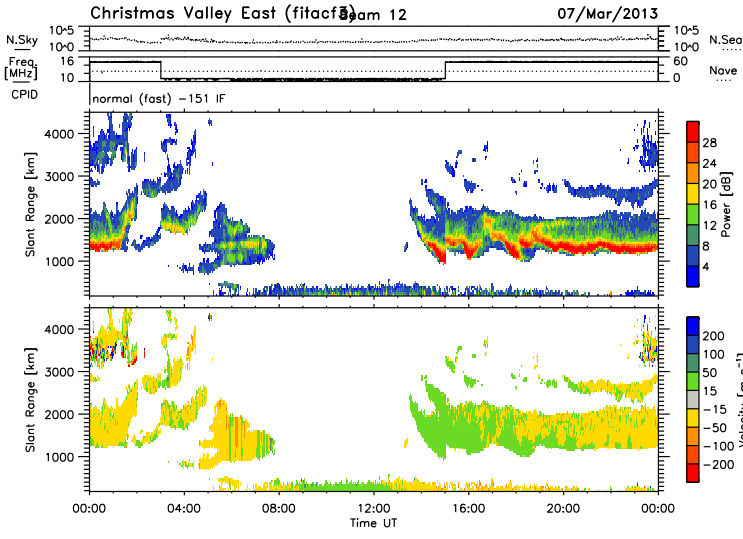 Christmas Valley East (fitacf3) Beam 12 07/Mar/2013
N.Sky 10^5 10^0 10^5 10^0 N.Sea
Freq. [MHz] 16 10 60 0 Nave
CPID normal (fast) -151 IF
Slant Range [km] 4000 3000 2000 1000
28 24 20 16 12 8 4 Power [dB]
Slant Range [km] 4000 3000 2000 1000
200 100 50 15 -15 -50 -100 -200
00:00 04:00 08:00 12:00 16:00 20:00 00:00
Time UT